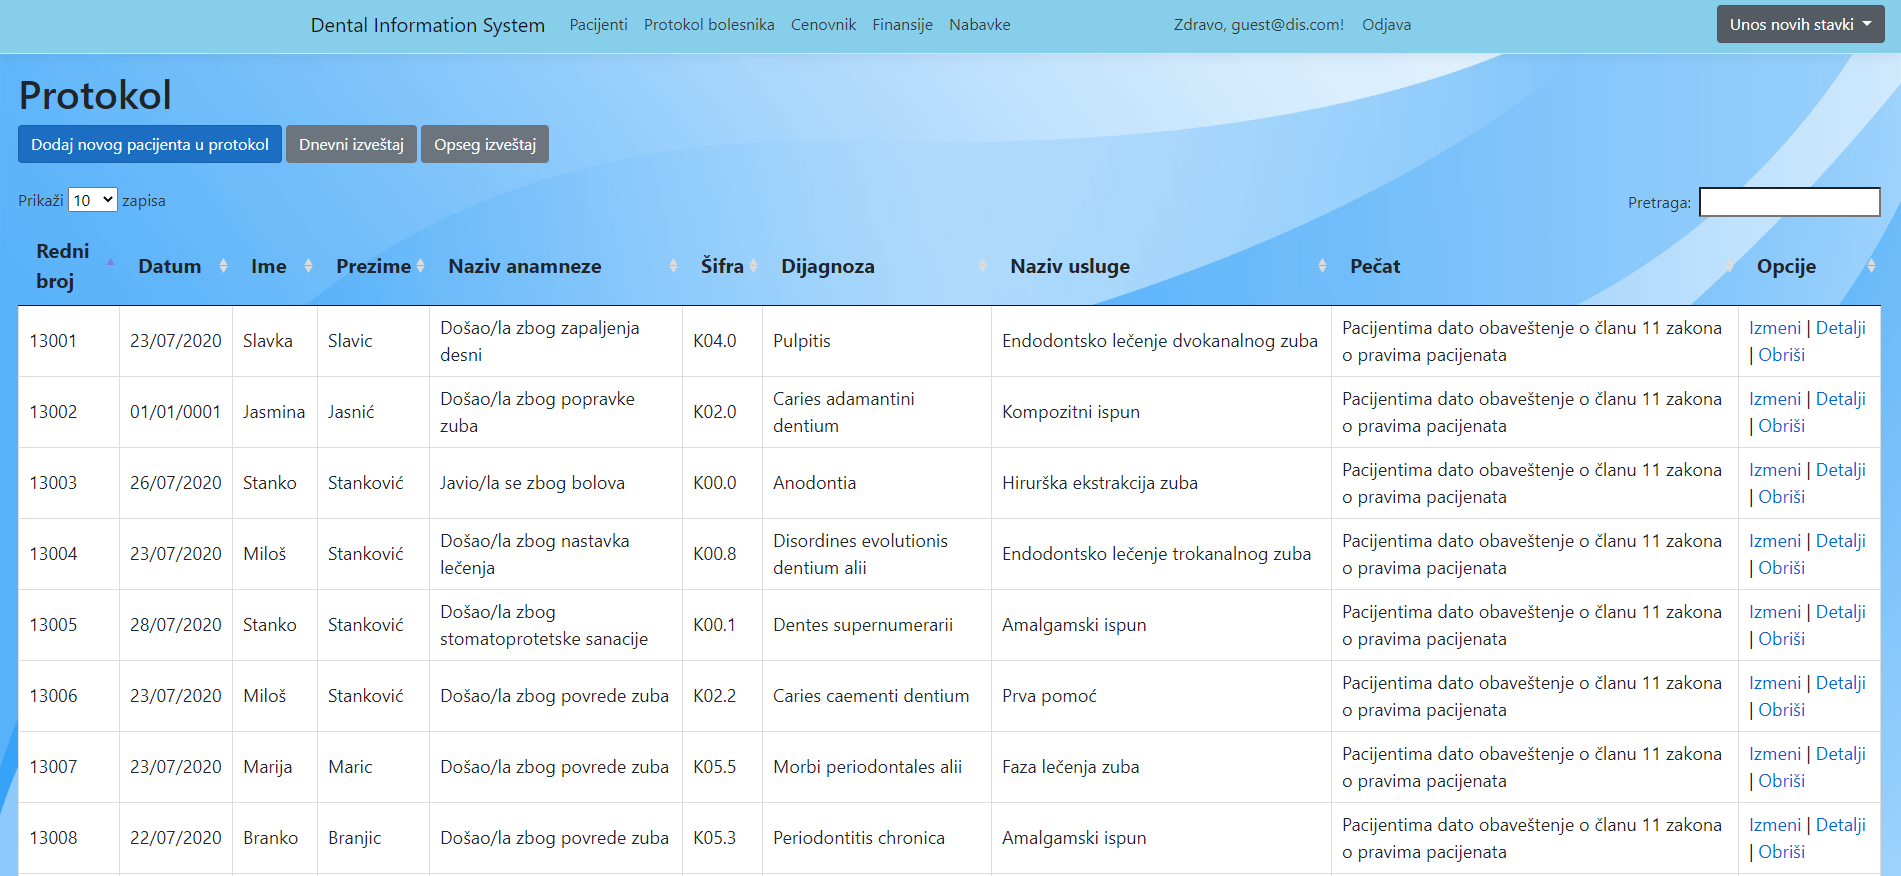 Dental Information System Pacijenti Protokol bolesnika Cenovnik Finansije Nabavke Zdravo, guest@dis.com! Odjava Unos novih stavki
Protokol
Dodaj novog pacijenta u protokol Dnevni izveštaj Opseg izveštaj
Prikaži 10 zapisa Pretraga:
Redni broj Datum Ime Prezime Naziv anamneze Šifra Dijagnoza Naziv usluge Pečat Opcije
13001 23/07/2020 Slavka Slavic Došao/la zbog zapaljenja desni K04.0 Pulpitis Endodontsko lečenje dvokanalnog zuba Pacijentima dato obaveštenje o članu 11 zakona o pravima pacijenata Izmeni | Detalji | Obriši
13002 01/01/0001 Jasmina Jasnić Došao/la zbog popravke zuba K02.0 Caries adamantini dentium Kompozitni ispun Pacijentima dato obaveštenje o članu 11 zakona o pravima pacijenata Izmeni | Detalji | Obriši
13003 26/07/2020 Stanko Stanković Javio/la se zbog bolova K00.0 Anodontia Hirurška ekstrakcija zuba Pacijentima dato obaveštenje o članu 11 zakona o pravima pacijenata Izmeni | Detalji | Obriši
13004 23/07/2020 Miloš Stanković Došao/la zbog nastavka lečenja K00.8 Disordines evolutionis dentium alii Endodontsko lečenje trokanalnog zuba Pacijentima dato obaveštenje o članu 11 zakona o pravima pacijenata Izmeni | Detalji | Obriši
13005 28/07/2020 Stanko Stanković Došao/la zbog stomatoprotetske sanacije K00.1 Dentes supernumerarii Amalgamski ispun Pacijentima dato obaveštenje o članu 11 zakona o pravima pacijenata Izmeni | Detalji | Obriši
13006 23/07/2020 Miloš Stanković Došao/la zbog povrede zuba K02.2 Caries caementi dentium Prva pomoć Pacijentima dato obaveštenje o članu 11 zakona o pravima pacijenata Izmeni | Detalji | Obriši
13007 23/07/2020 Marija Maric Došao/la zbog povrede zuba K05.5 Morbi periodontales alii Faza lečenja zuba Pacijentima dato obaveštenje o članu 11 zakona o pravima pacijenata Izmeni | Detalji | Obriši
13008 22/07/2020 Branko Branjic Došao/la zbog povrede zuba K05.3 Periodontitis chronica Amalgamski ispun Pacijentima dato obaveštenje o članu 11 zakona o pravima pacijenata Izmeni | Detalji | Obriši